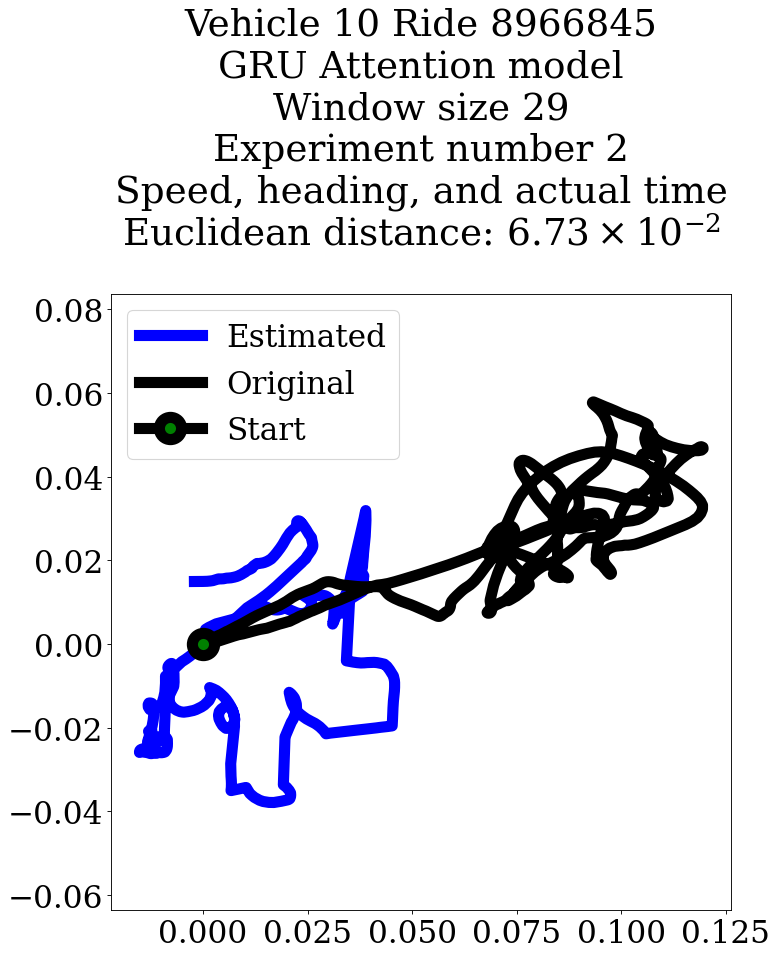 Vehicle 10 Ride 8966845
GRU Attention model
Window size 29
Experiment number 2
Speed, heading, and actual time
Euclidean distance: 6.73 × 10⁻²
0.08
0.06
0.04
0.02
0.00
−0.02
−0.04
−0.06
Estimated
Original
Start
0.000 0.025 0.050 0.075 0.100 0.125